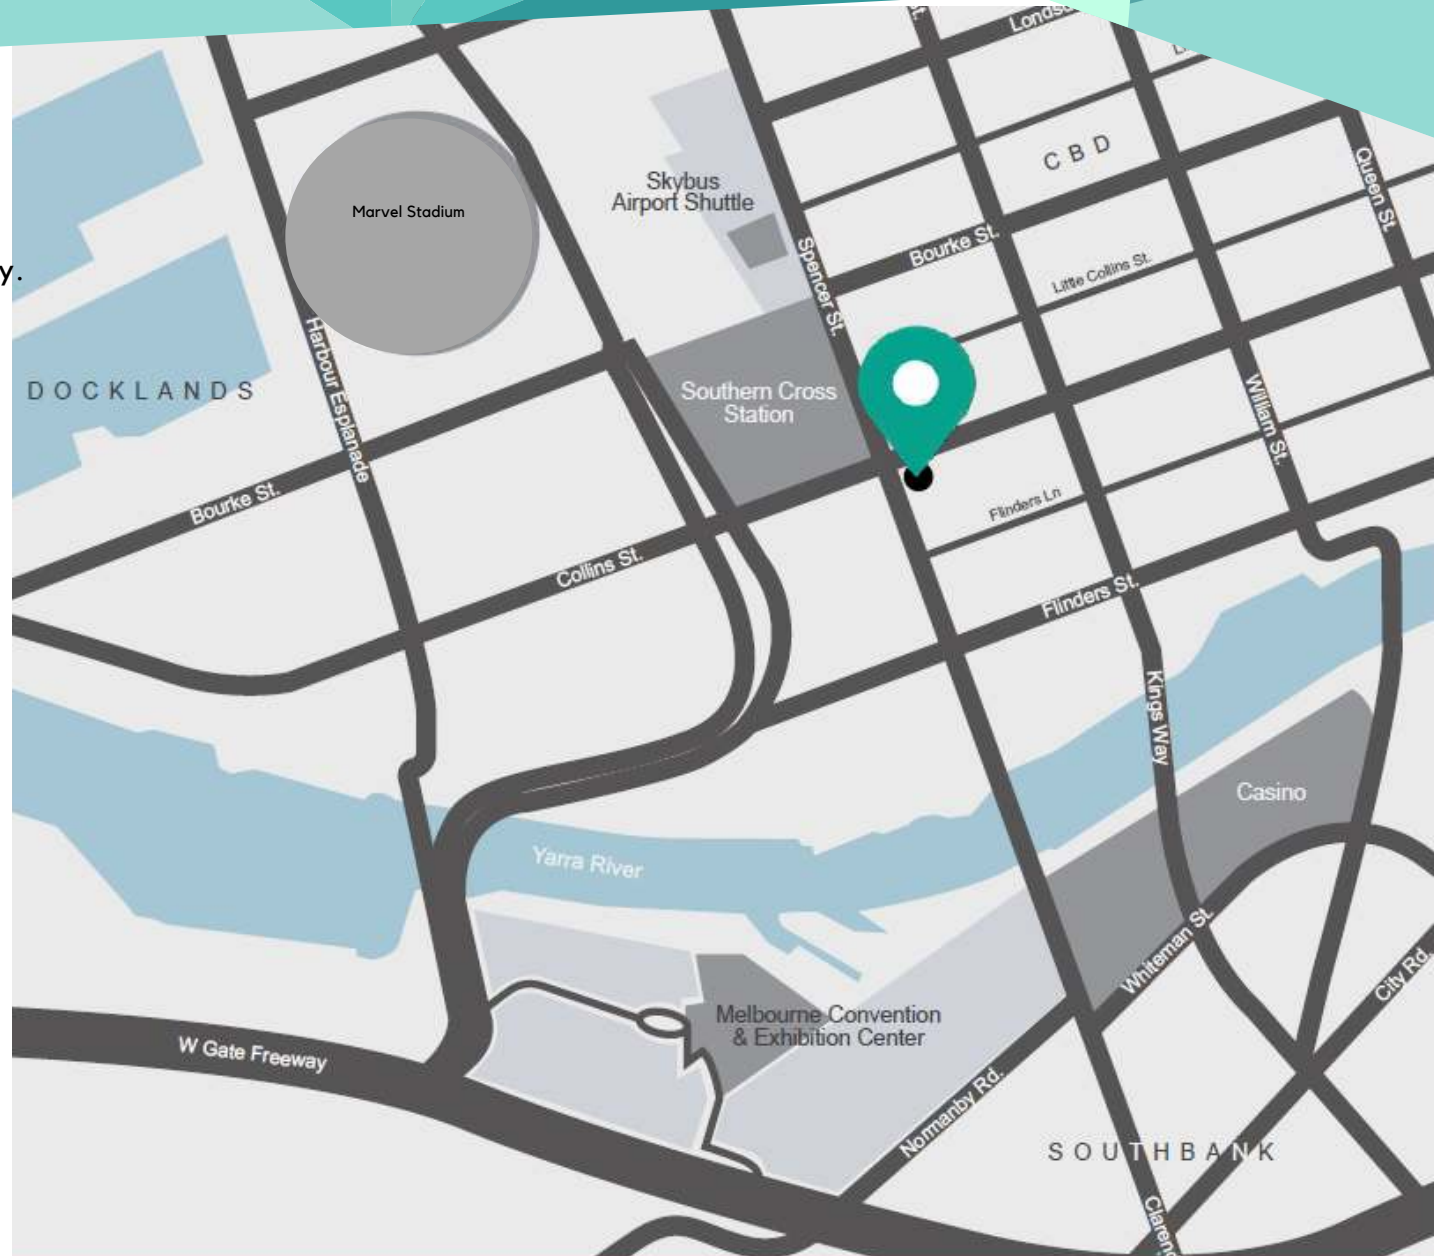 y.
Marvel Stadium
Skybus
Airport Shuttle
CBD
Queen St.
Spencer St.
Bourke St.
Little Collins St.
DOCKLANDS
Harbour Esplanade
Southern Cross
Station
William St.
Bourke St.
Flinders Ln
Collins St.
Flinders St.
Kings Way
Casino
Yarra River
Whiteman St.
City Rd.
Melbourne Convention
& Exhibition Center
W Gate Freeway
Normanby Rd.
SOUTHBANK